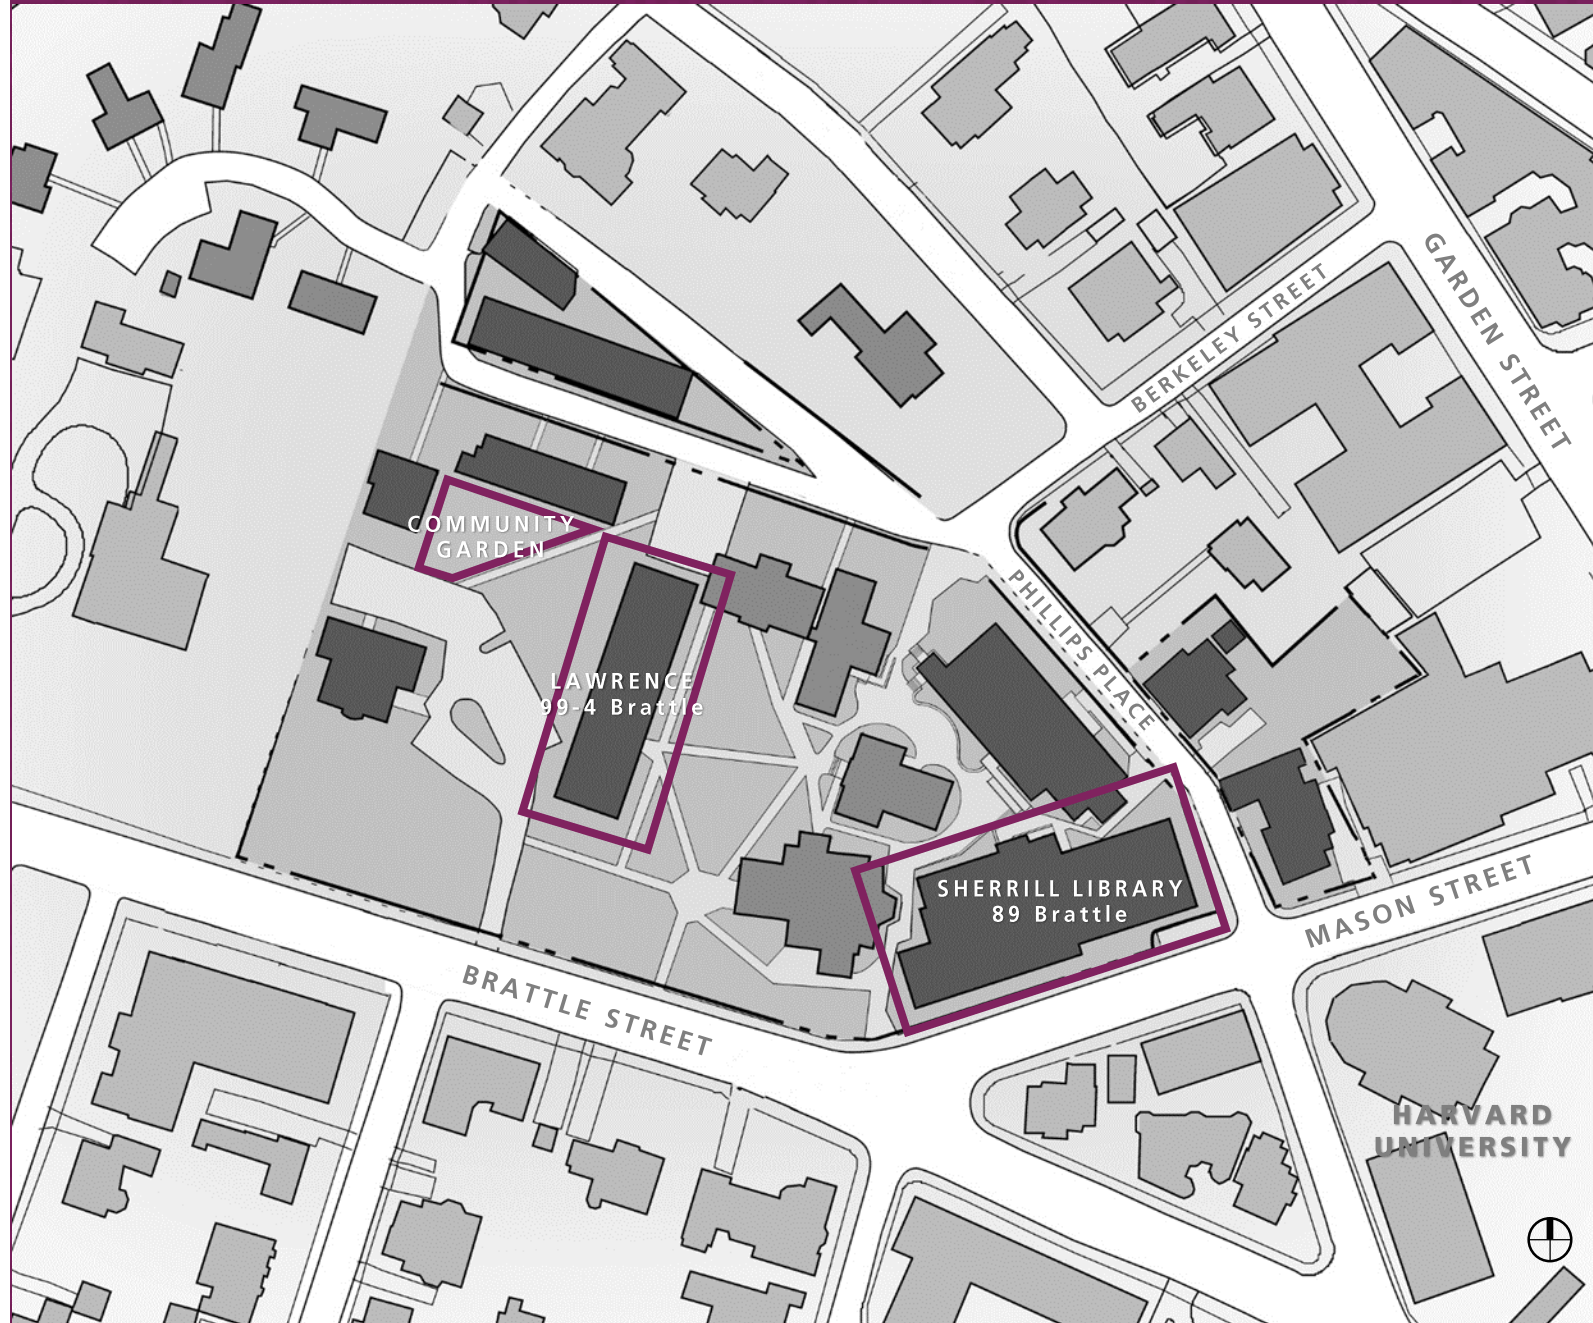 GARDEN STREET
BERKELEY STREET
COMMUNITY
GARDEN
PHILLIPS PLACE
LAWRENCE
99-4 Brattle
SHERRILL LIBRARY
89 Brattle
MASON STREET
BRATTLE STREET
HARVARD
UNIVERSITY